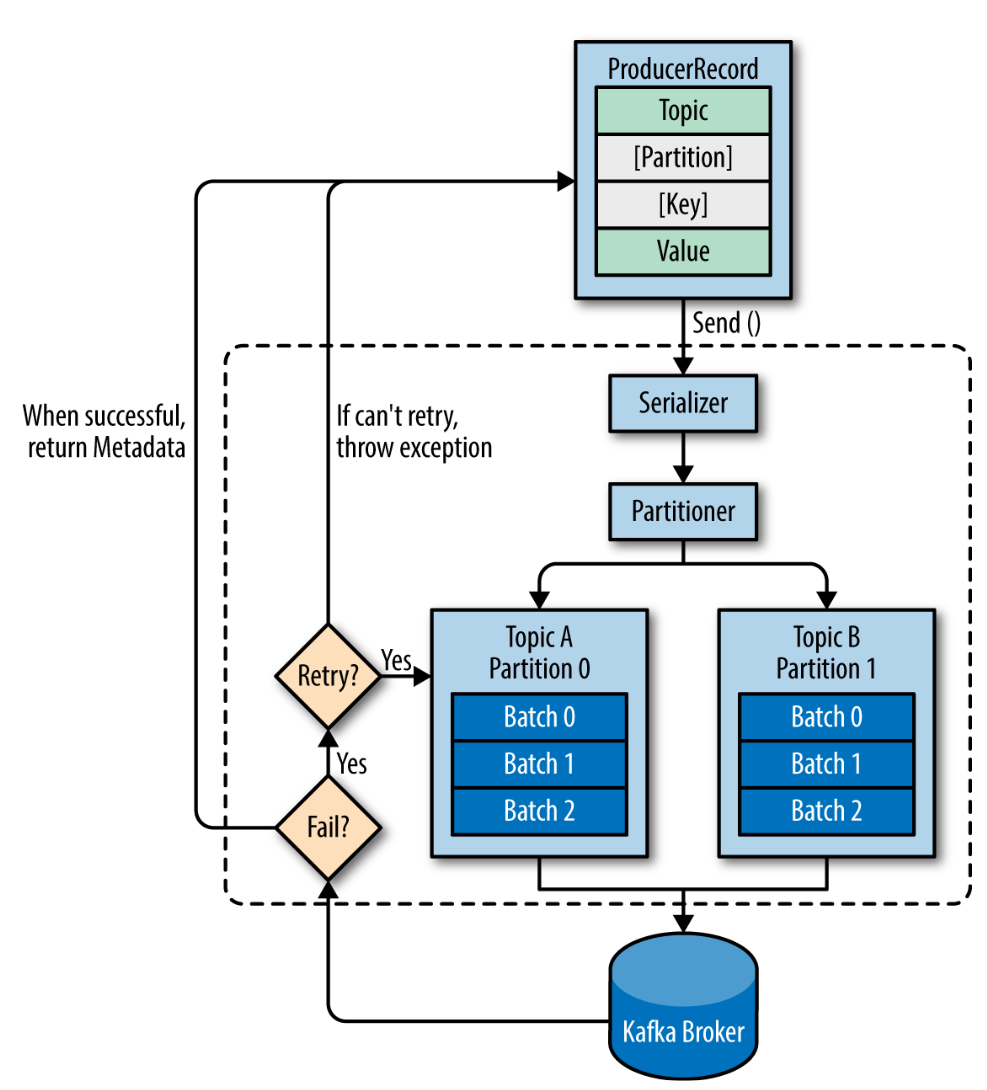 ProducerRecord
Topic
[Partition]
[Key]
Value
Send ()
Serializer
When successful,
return Metadata
If can't retry,
throw exception
Partitioner
Topic A
Partition 0
Topic B
Partition 1
Retry?
Yes
Batch 0
Batch 1
Batch 2
Batch 0
Batch 1
Batch 2
Yes
Fail?
Kafka Broker